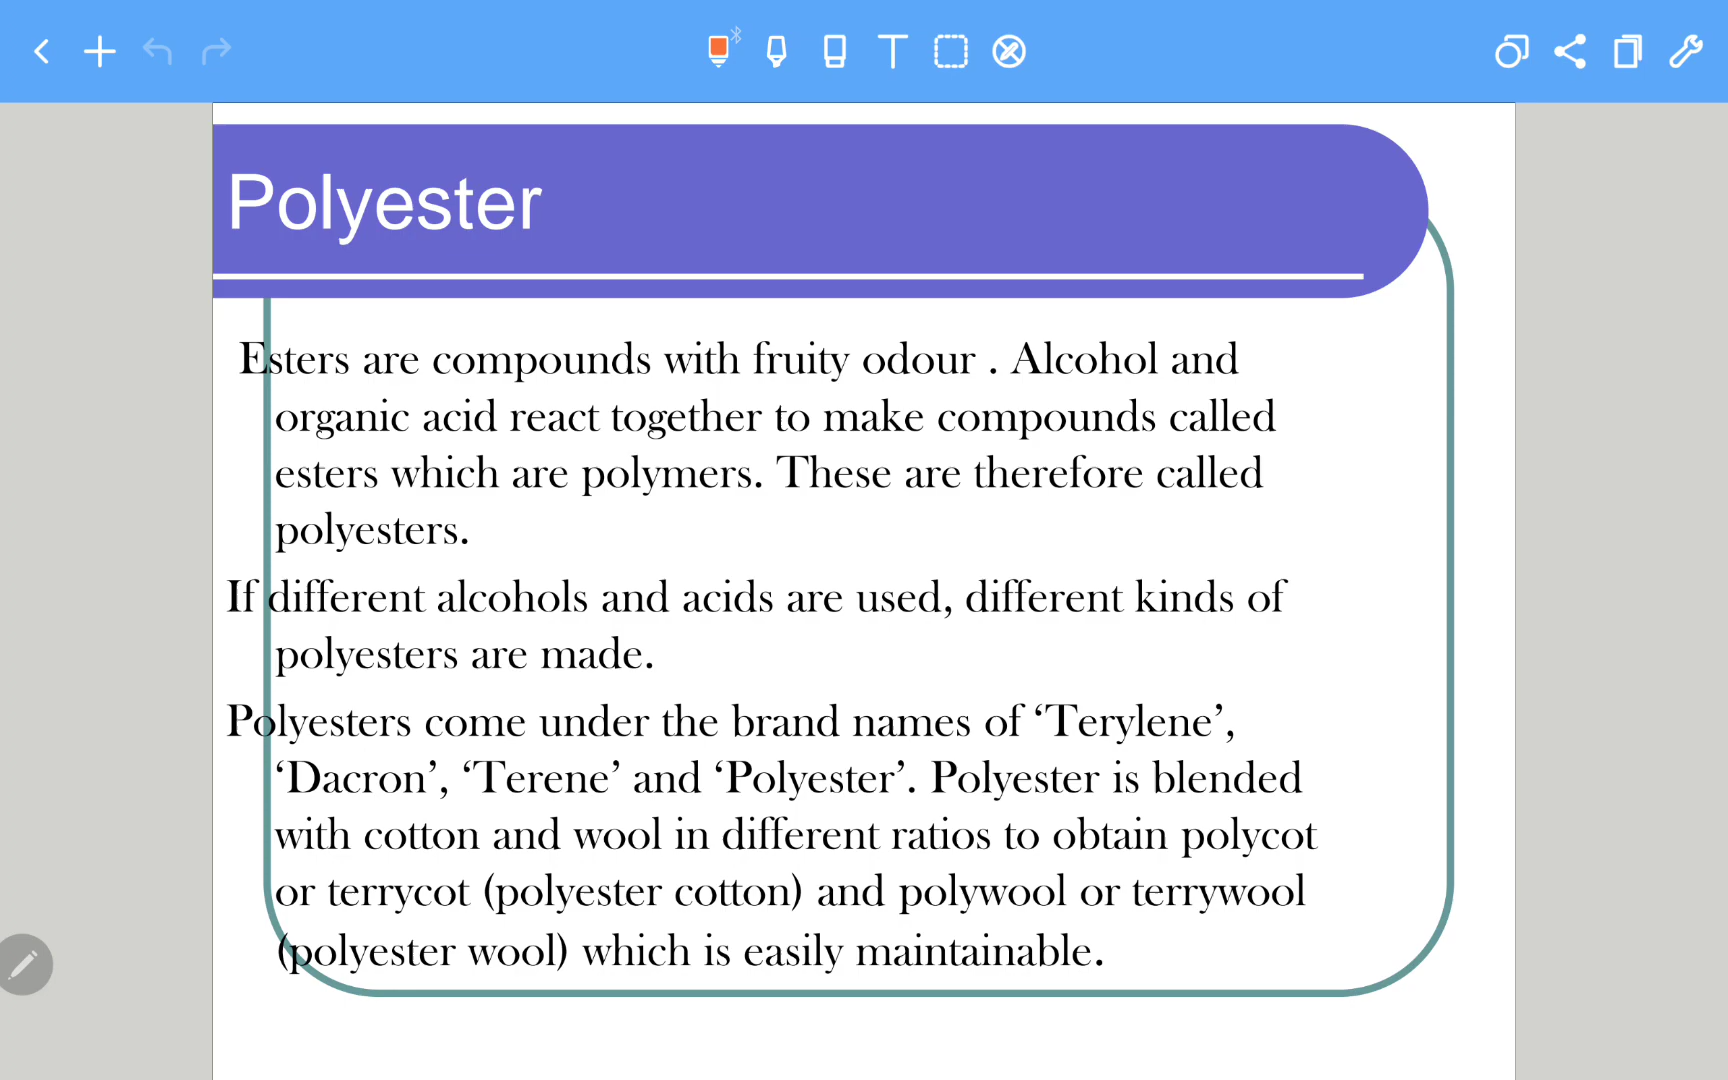 Polyester
Esters are compounds with fruity odour . Alcohol and
organic acid react together to make compounds called
esters which are polymers. These are therefore called
polyesters.
If different alcohols and acids are used, different kinds of
polyesters are made.
Polyesters come under the brand names of ‘Terylene’,
‘Dacron’, ‘Terene’ and ‘Polyester’. Polyester is blended
with cotton and wool in different ratios to obtain polycot
or terrycot (polyester cotton) and polywool or terrywool
(polyester wool) which is easily maintainable.